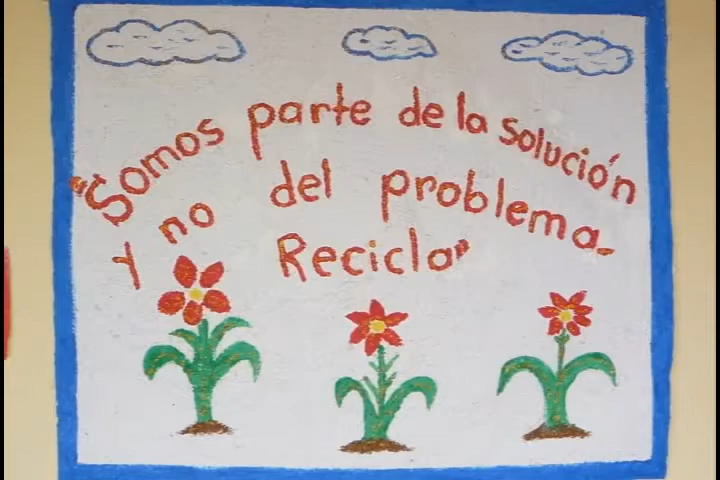 "Somos parte de la solución
y no del problema.
Recicla"